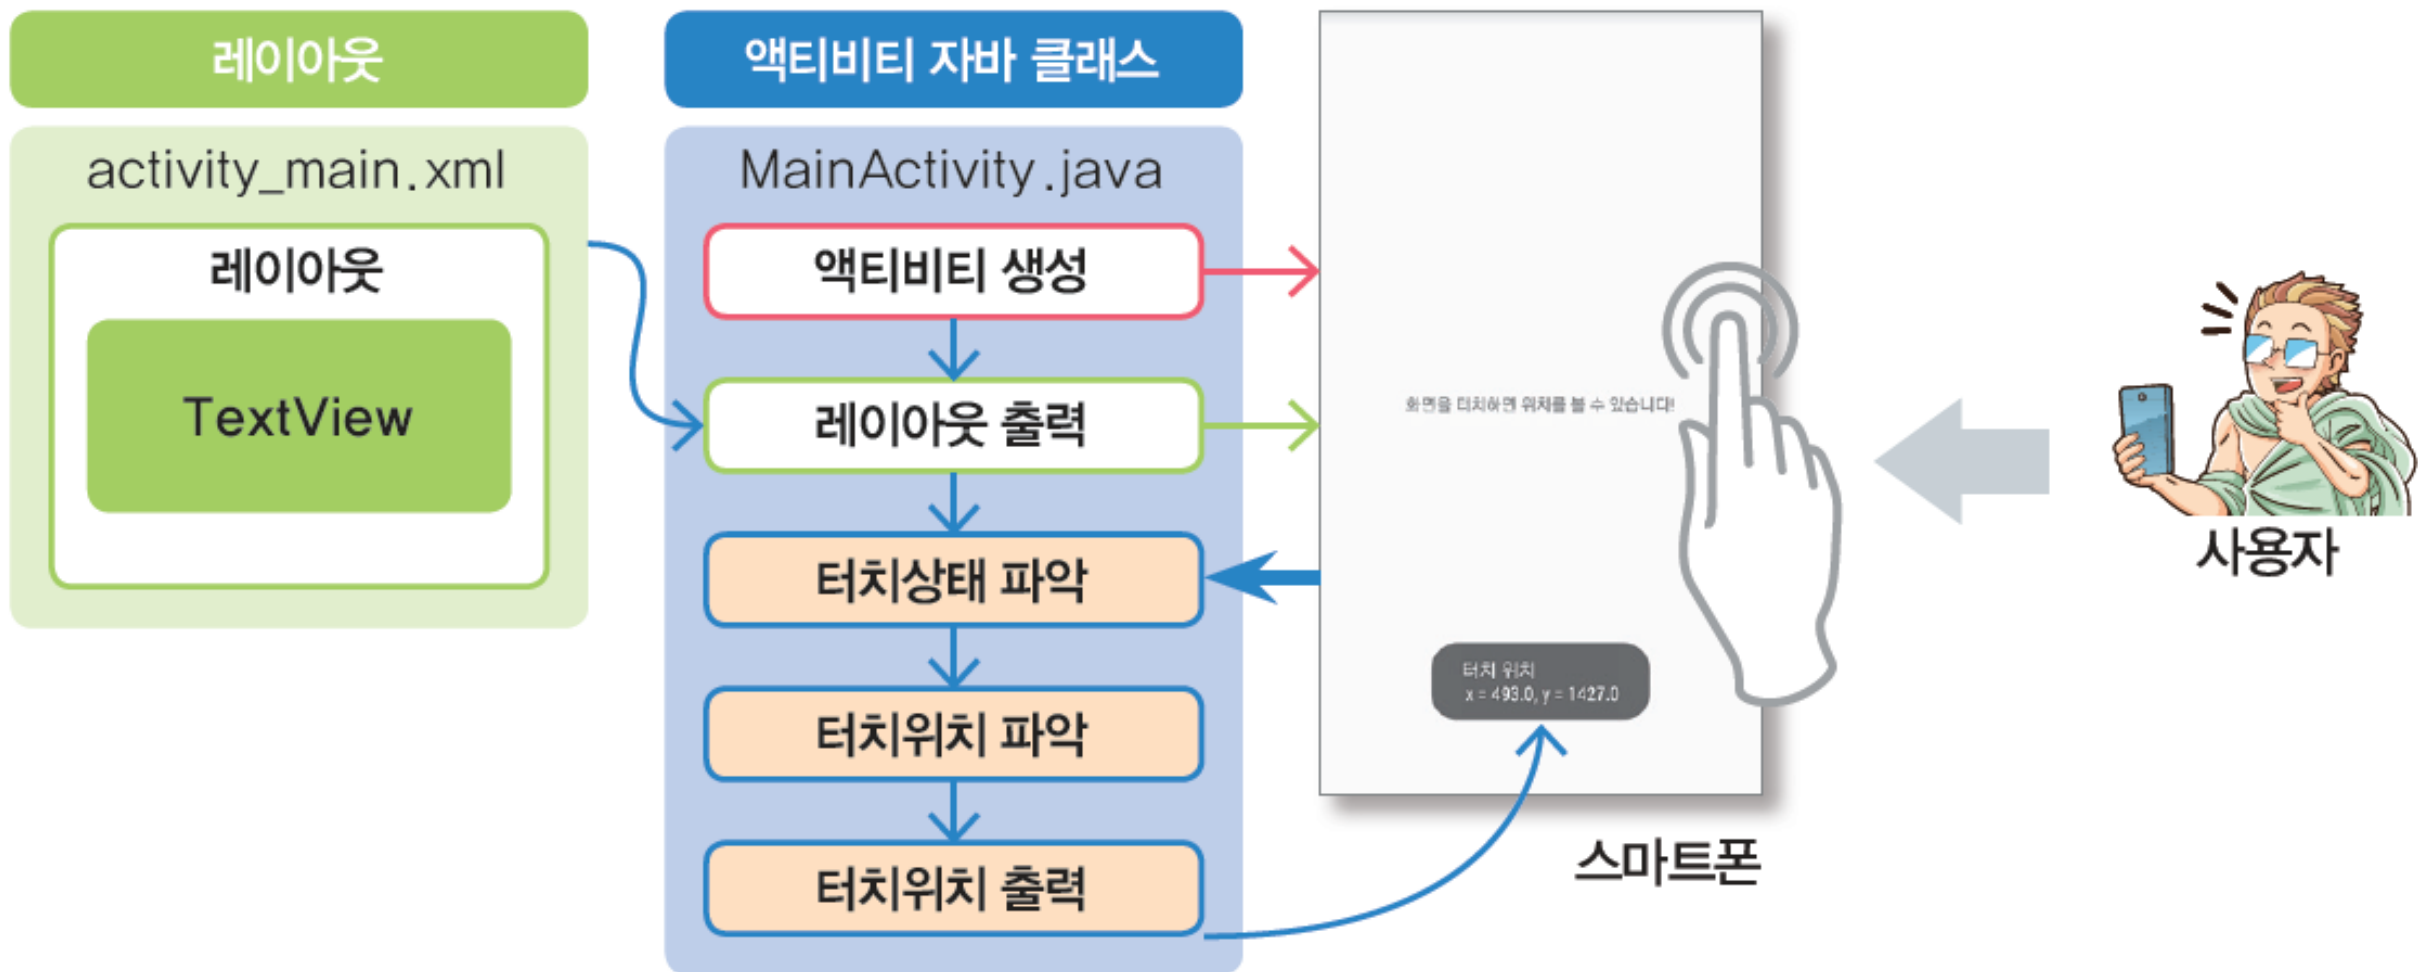 레이아웃
activity_main.xml
레이아웃
TextView
액티비티 자바 클래스
MainActivity.java
액티비티 생성
레이아웃 출력
터치상태 파악
터치위치 파악
터치위치 출력
화면을 터치하면 위치를 볼 수 있습니다!
터치 위치
x = 493.0, y = 1427.0
스마트폰
사용자